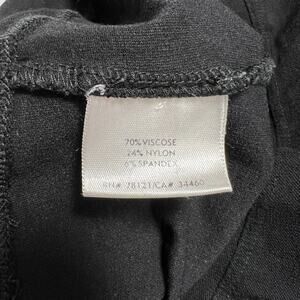 70% VISCOSE
24% NYLON
6% SPANDEX
RN# 78121/CA# 34460